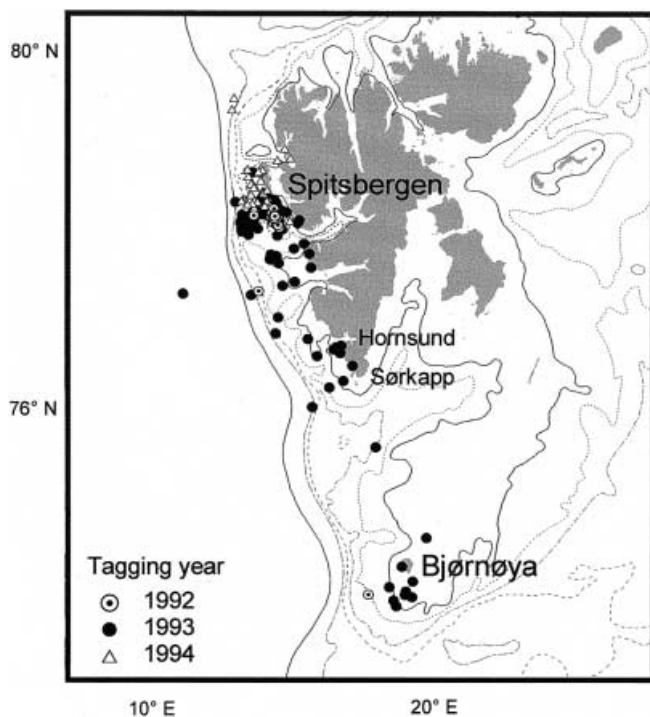 80° N
Spitsbergen
Hornsund
Sørkapp
76° N
Bjørnøya
Tagging year
1992
1993
1994
10° E
20° E